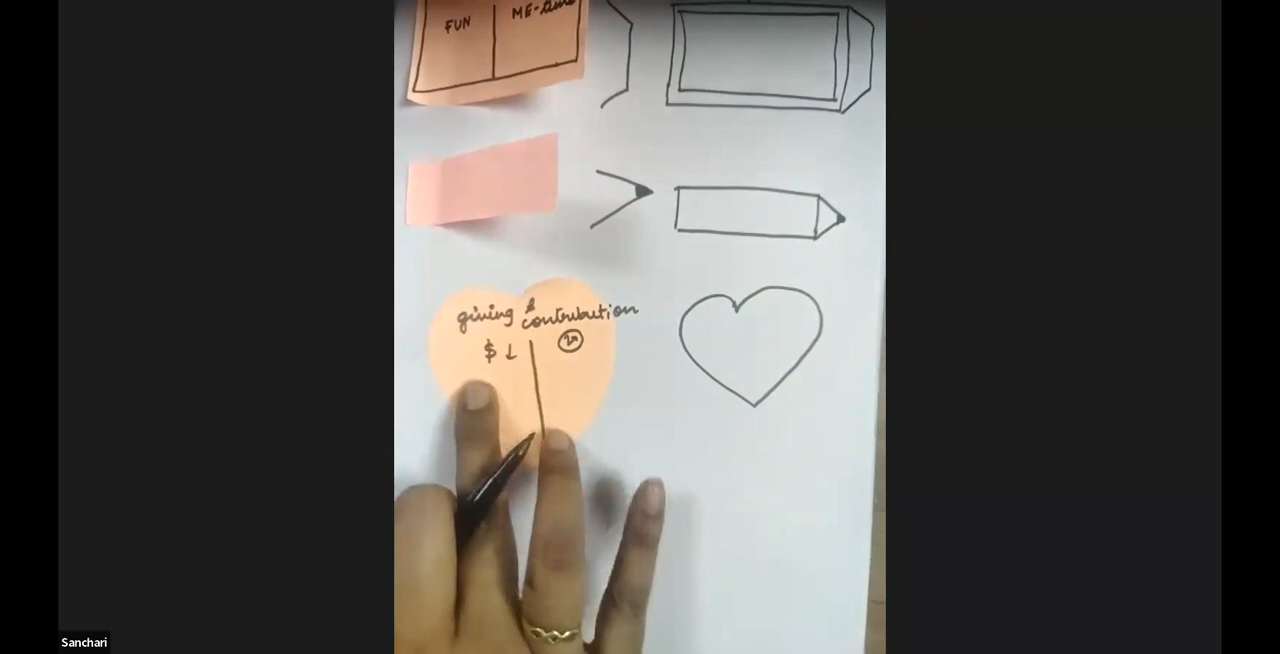 FUN
ME-time
giving &
contribution
$ ↓
Sanchari